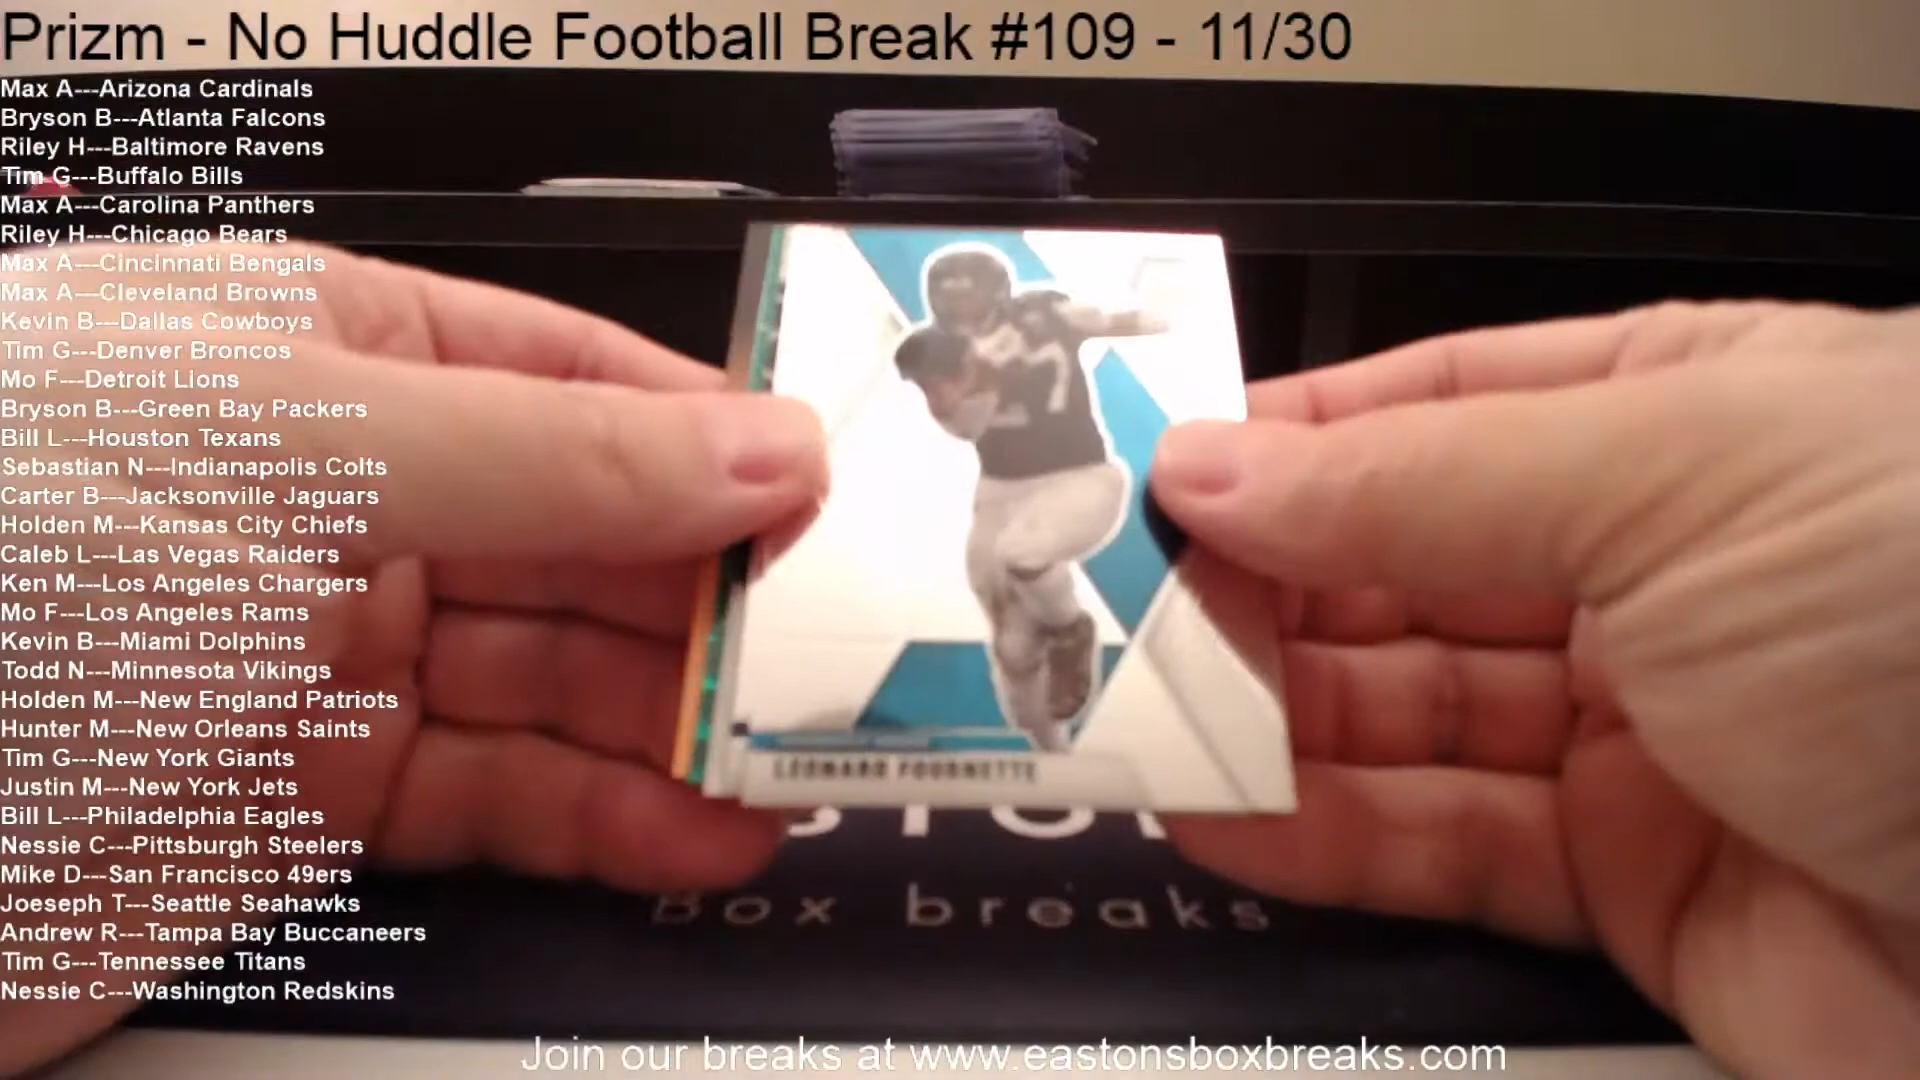 Prizm - No Huddle Football Break #109 - 11/30
Max A---Arizona Cardinals
Bryson B---Atlanta Falcons
Riley H---Baltimore Ravens
Tim G---Buffalo Bills
Max A---Carolina Panthers
Riley H---Chicago Bears
Max A---Cincinnati Bengals
Max A---Cleveland Browns
Kevin B---Dallas Cowboys
Tim G---Denver Broncos
Mo F---Detroit Lions
Bryson B---Green Bay Packers
Bill L---Houston Texans
Sebastian N---Indianapolis Colts
Carter B---Jacksonville Jaguars
Holden M---Kansas City Chiefs
Caleb L---Las Vegas Raiders
Ken M---Los Angeles Chargers
Mo F---Los Angeles Rams
Kevin B---Miami Dolphins
Todd N---Minnesota Vikings
Holden M---New England Patriots
Hunter M---New Orleans Saints
Tim G---New York Giants
Justin M---New York Jets
Bill L---Philadelphia Eagles
Nessie C---Pittsburgh Steelers
Mike D---San Francisco 49ers
Joeseph T---Seattle Seahawks
Andrew R---Tampa Bay Buccaneers
Tim G---Tennessee Titans
Nessie C---Washington Redskins
LEONARD FOURNETTE
Box breaks
Join our breaks at www.eastonsboxbreaks.com